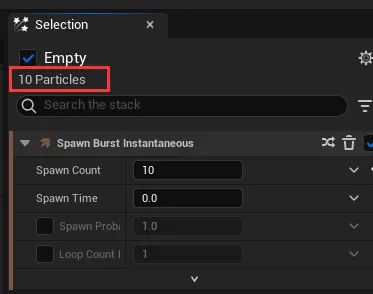 Selection
Empty
10 Particles
Search the stack
Spawn Burst Instantaneous
Spawn Count 10
Spawn Time 0.0
Spawn Proba 1.0
Loop Count 1